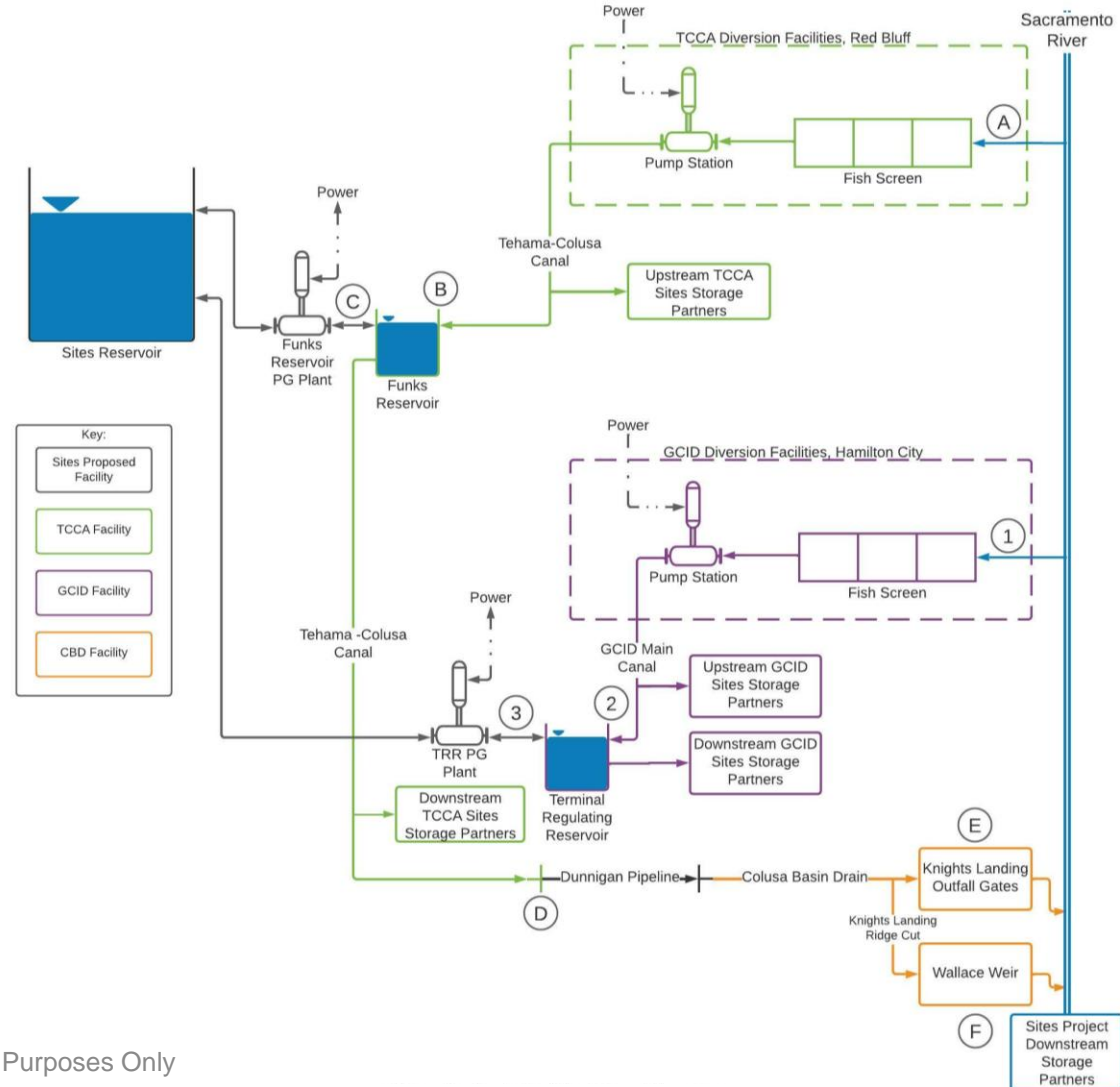 Power
Sacramento
River
TCCA Diversion Facilities, Red Bluff
A
Pump Station
Fish Screen
Power
Tehama-Colusa
Canal
Upstream TCCA
Sites Storage
Partners
B
C
Sites Reservoir
Funks
Reservoir
PG Plant
Funks
Reservoir
Key:
Sites Proposed
Facility
TCCA Facility
GCID Facility
CBD Facility
Power
GCID Diversion Facilities, Hamilton City
1
Pump Station
Fish Screen
Power
Tehama -Colusa
Canal
GCID Main
Canal
Upstream GCID
Sites Storage
Partners
2
3
Downstream GCID
Sites Storage
Partners
TRR PG
Plant
Terminal
Regulating
Reservoir
Downstream
TCCA Sites
Storage Partners
E
Dunnigan Pipeline
Colusa Basin Drain
Knights Landing
Outfall Gates
D
Knights Landing
Ridge Cut
Wallace Weir
F
Sites Project
Downstream
Storage
Partners
Purposes Only